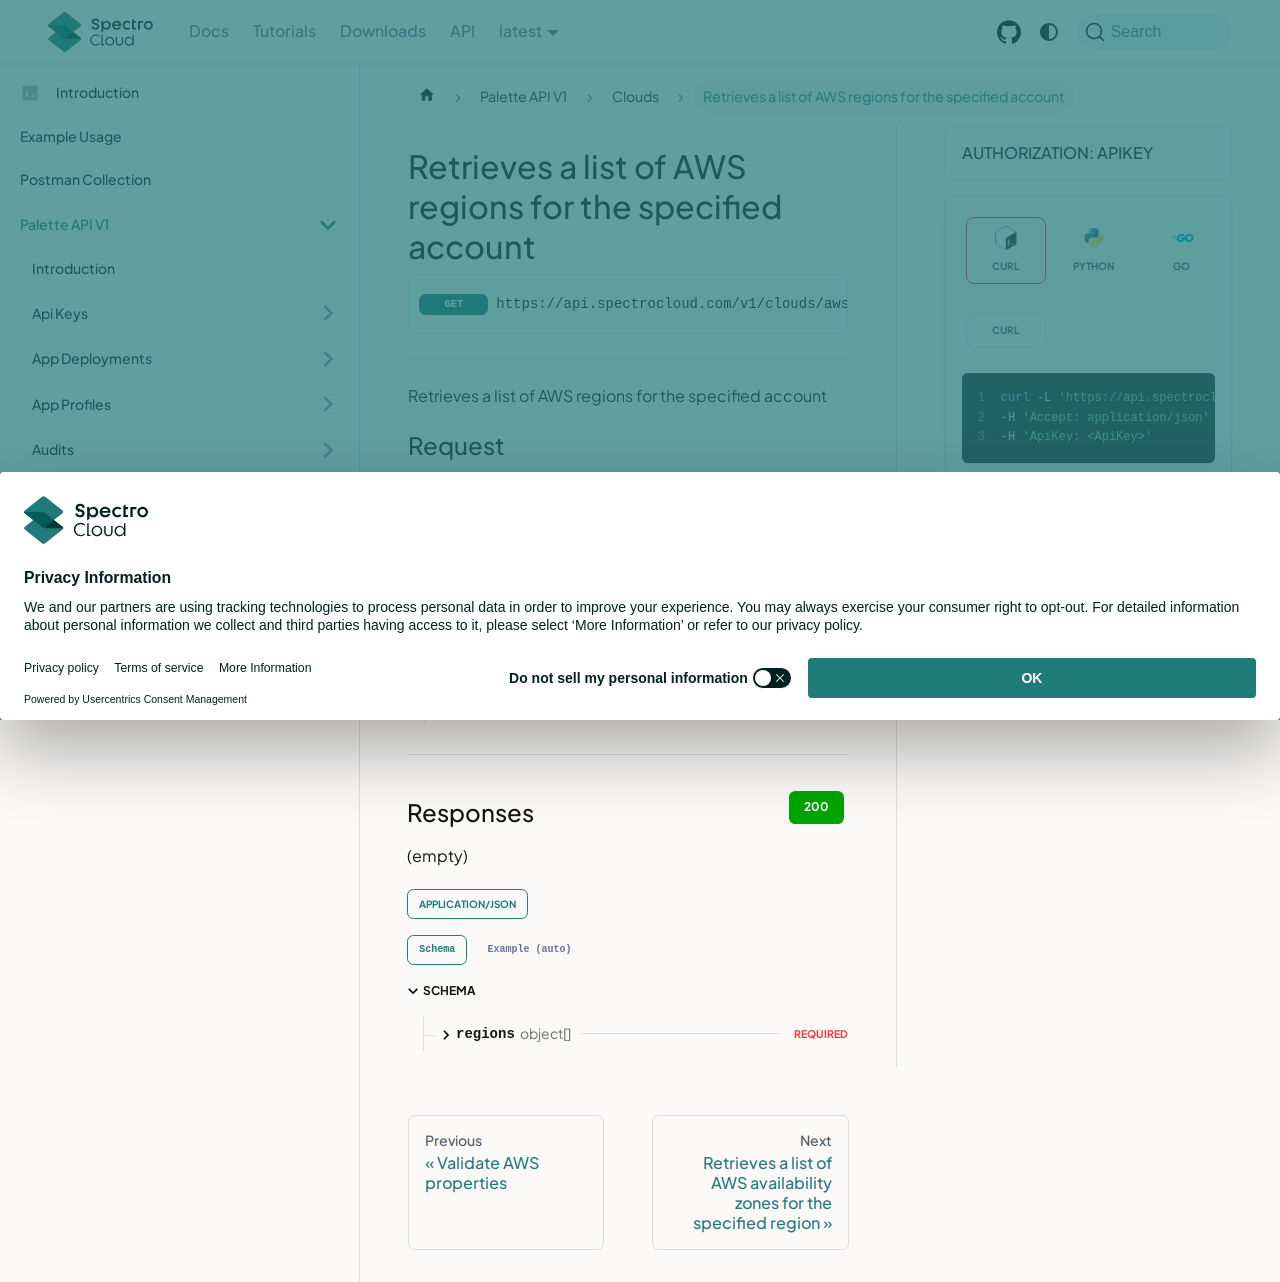 Spectro Cloud
Docs
Tutorials
Downloads
API
latest
Search
Introduction
Example Usage
Postman Collection
Palette API V1
Introduction
Api Keys
App Deployments
App Profiles
Audits
Palette API V1
Clouds
Retrieves a list of AWS regions for the specified account
Retrieves a list of AWS
regions for the specified
account
GET https://api.spectrocloud.com/v1/clouds/aws
Retrieves a list of AWS regions for the specified account
Request
AUTHORIZATION: APIKEY
CURL
PYTHON
GO
CURL
1 curl -L 'https://api.spectrocl
2 -H 'Accept: application/json'
3 -H 'ApiKey: <ApiKey>'
Spectro
Cloud
Privacy Information
We and our partners are using tracking technologies to process personal data in order to improve your experience. You may always exercise your consumer right to opt-out. For detailed information
about personal information we collect and third parties having access to it, please select ‘More Information’ or refer to our privacy policy.
Privacy policy
Terms of service
More Information
Do not sell my personal information
OK
Powered by Usercentrics Consent Management
Responses
200
(empty)
APPLICATION/JSON
Schema
Example (auto)
SCHEMA
regions object[]
REQUIRED
Previous
« Validate AWS
properties
Next
Retrieves a list of
AWS availability
zones for the
specified region »